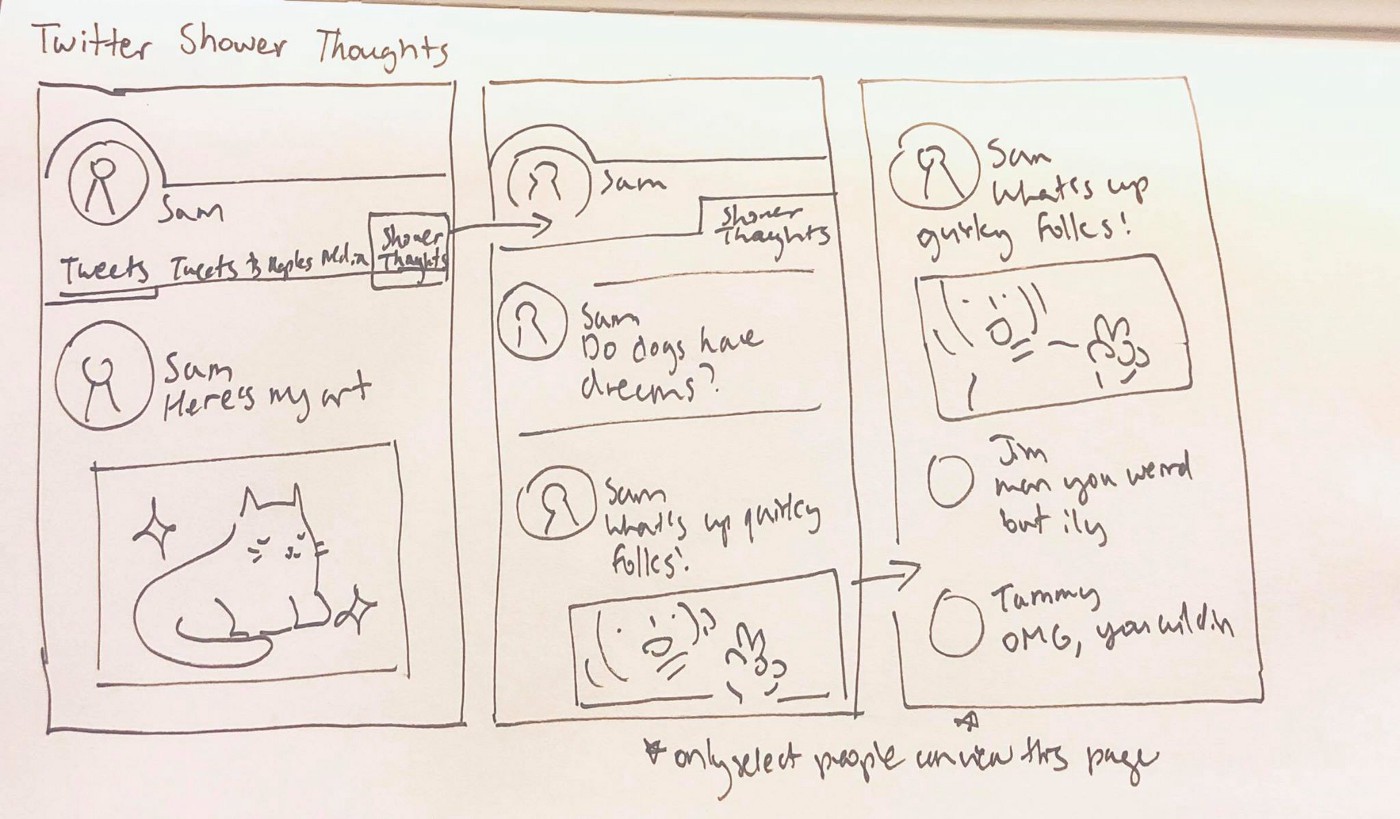 Twitter Shower Thoughts
Sam
Tweets Tweets & Replies Media
Shower
Thoughts
Sam
Here's my art
Sam
Shower
Thoughts
Sam
Do dogs have
dreams?
Sam
What's up quirky
folks!
Sam
What's up
quirky folks!
Jim
man you weird
but ily
Tammy
OMG, you wildin
* only select people can view this page